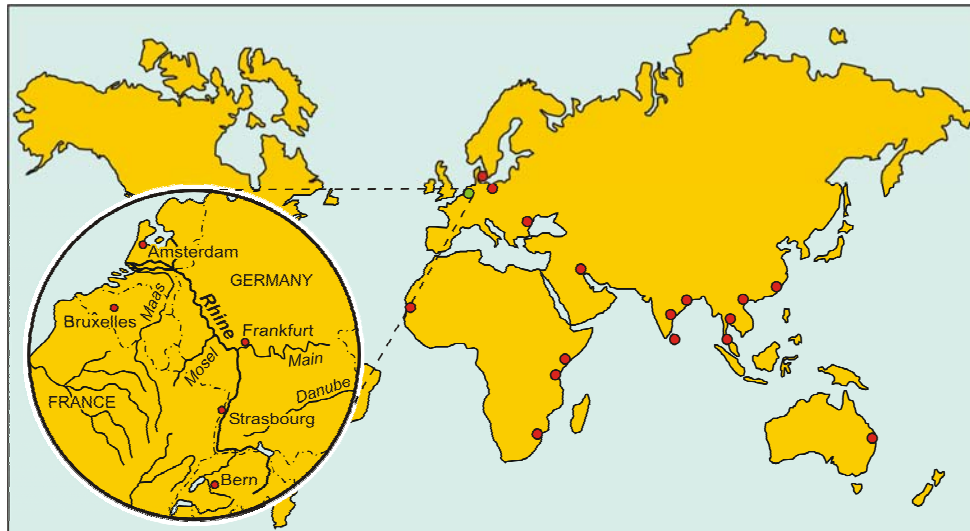 Amsterdam
GERMANY
Maas
Rhine
Bruxelles
Frankfurt
Mosel
Main
Danube
FRANCE
Strasbourg
Bern